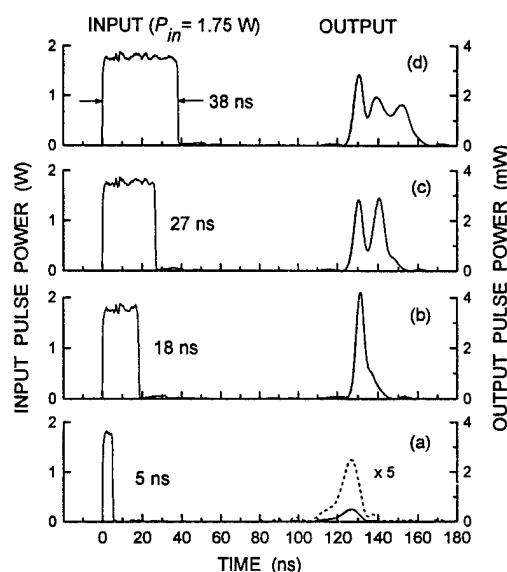 INPUT (P_in = 1.75 W) OUTPUT
INPUT PULSE POWER (W)
OUTPUT PULSE POWER (mW)
2 4
(d)
38 ns
1 2
0 0
2 4
(c)
27 ns
1 2
0 0
2 4
(b)
18 ns
1 2
0 0
2 4
(a)
5 ns x 5
1 2
0 0
0 20 40 60 80 100 120 140 160 180
TIME (ns)